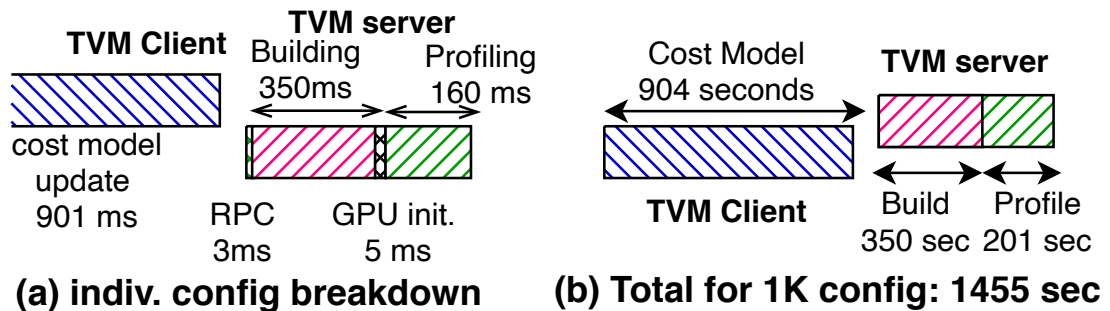 TVM Client
cost model
update
901 ms
TVM server
Building
350ms
Profiling
160 ms
RPC
3ms
GPU init.
5 ms
(a) indiv. config breakdown
Cost Model
904 seconds
TVM Client
TVM server
Build
350 sec
Profile
201 sec
(b) Total for 1K config: 1455 sec